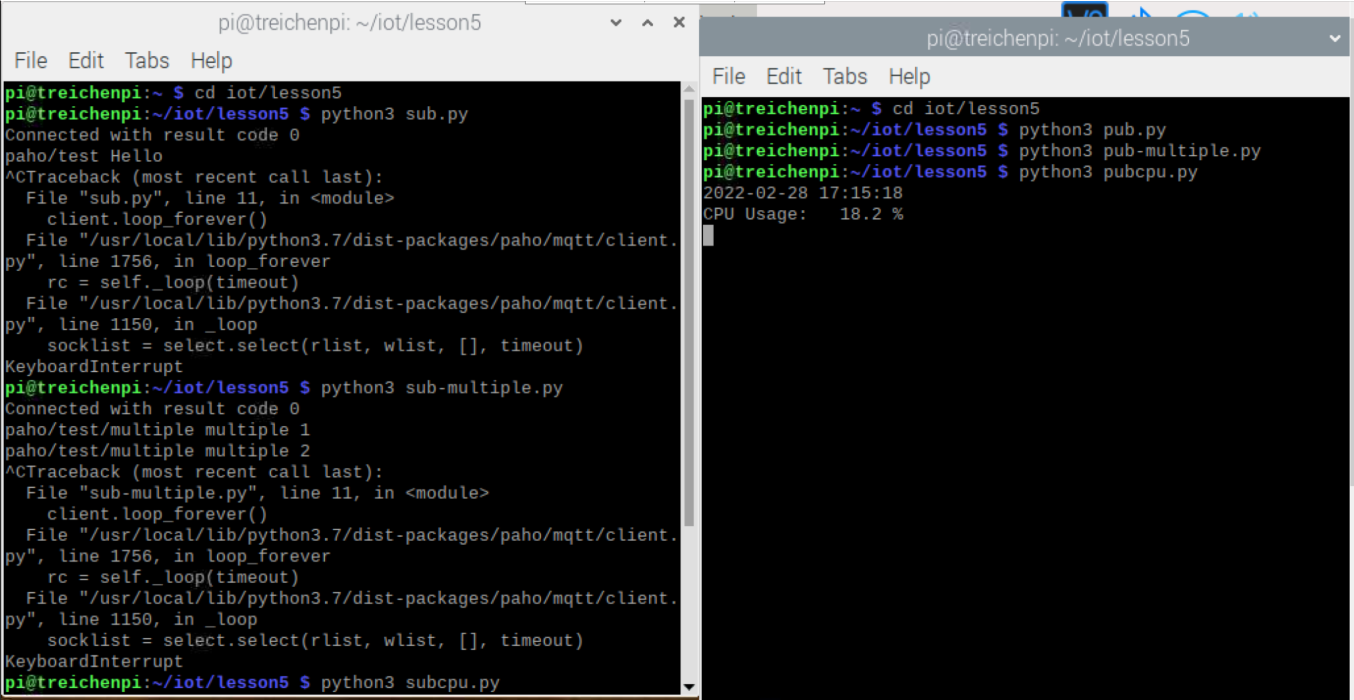 pi@treichenpi: ~/iot/lesson5
File Edit Tabs Help
pi@treichenpi:~ $ cd iot/lesson5
pi@treichenpi:~/iot/lesson5 $ python3 sub.py
Connected with result code 0
paho/test Hello
^CTraceback (most recent call last):
  File "sub.py", line 11, in <module>
    client.loop_forever()
  File "/usr/local/lib/python3.7/dist-packages/paho/mqtt/client.
py", line 1756, in loop_forever
    rc = self._loop(timeout)
  File "/usr/local/lib/python3.7/dist-packages/paho/mqtt/client.
py", line 1150, in _loop
    socklist = select.select(rlist, wlist, [], timeout)
KeyboardInterrupt
pi@treichenpi:~/iot/lesson5 $ python3 sub-multiple.py
Connected with result code 0
paho/test/multiple multiple 1
paho/test/multiple multiple 2
^CTraceback (most recent call last):
  File "sub-multiple.py", line 11, in <module>
    client.loop_forever()
  File "/usr/local/lib/python3.7/dist-packages/paho/mqtt/client.
py", line 1756, in loop_forever
    rc = self._loop(timeout)
  File "/usr/local/lib/python3.7/dist-packages/paho/mqtt/client.
py", line 1150, in _loop
    socklist = select.select(rlist, wlist, [], timeout)
KeyboardInterrupt
pi@treichenpi:~/iot/lesson5 $ python3 subcpu.py
pi@treichenpi: ~/iot/lesson5
File Edit Tabs Help
pi@treichenpi:~ $ cd iot/lesson5
pi@treichenpi:~/iot/lesson5 $ python3 pub.py
pi@treichenpi:~/iot/lesson5 $ python3 pub-multiple.py
pi@treichenpi:~/iot/lesson5 $ python3 pubcpu.py
2022-02-28 17:15:18
CPU Usage:   18.2 %